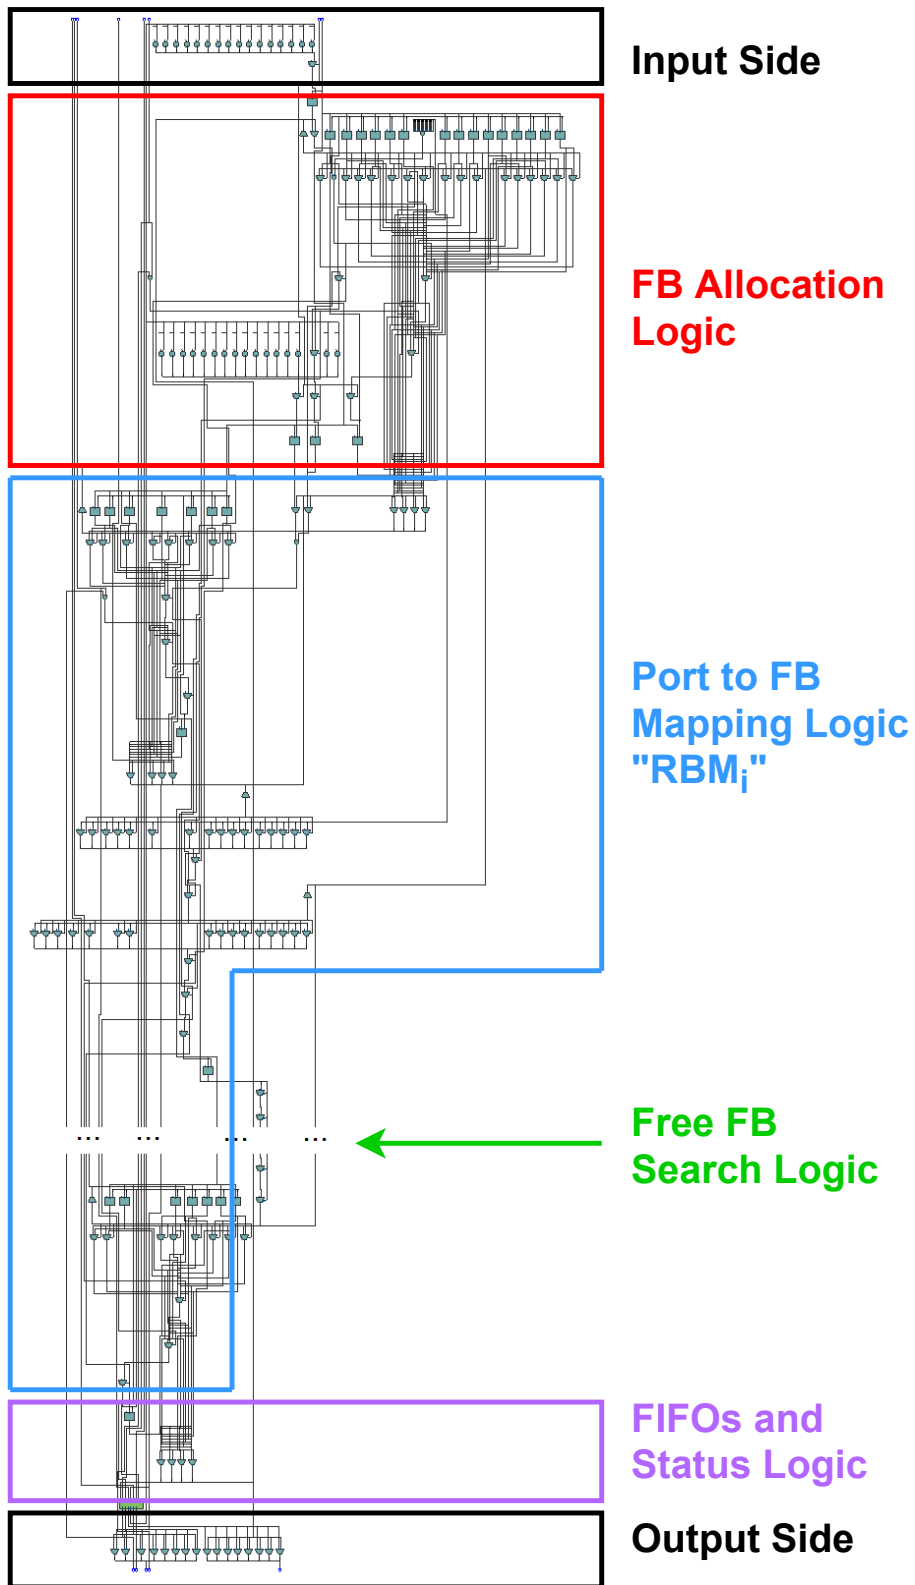 Input Side
FB Allocation
Logic
Port to FB
Mapping Logic
"RBMi"
... ... ... ...
Free FB
Search Logic
FIFOs and
Status Logic
Output Side